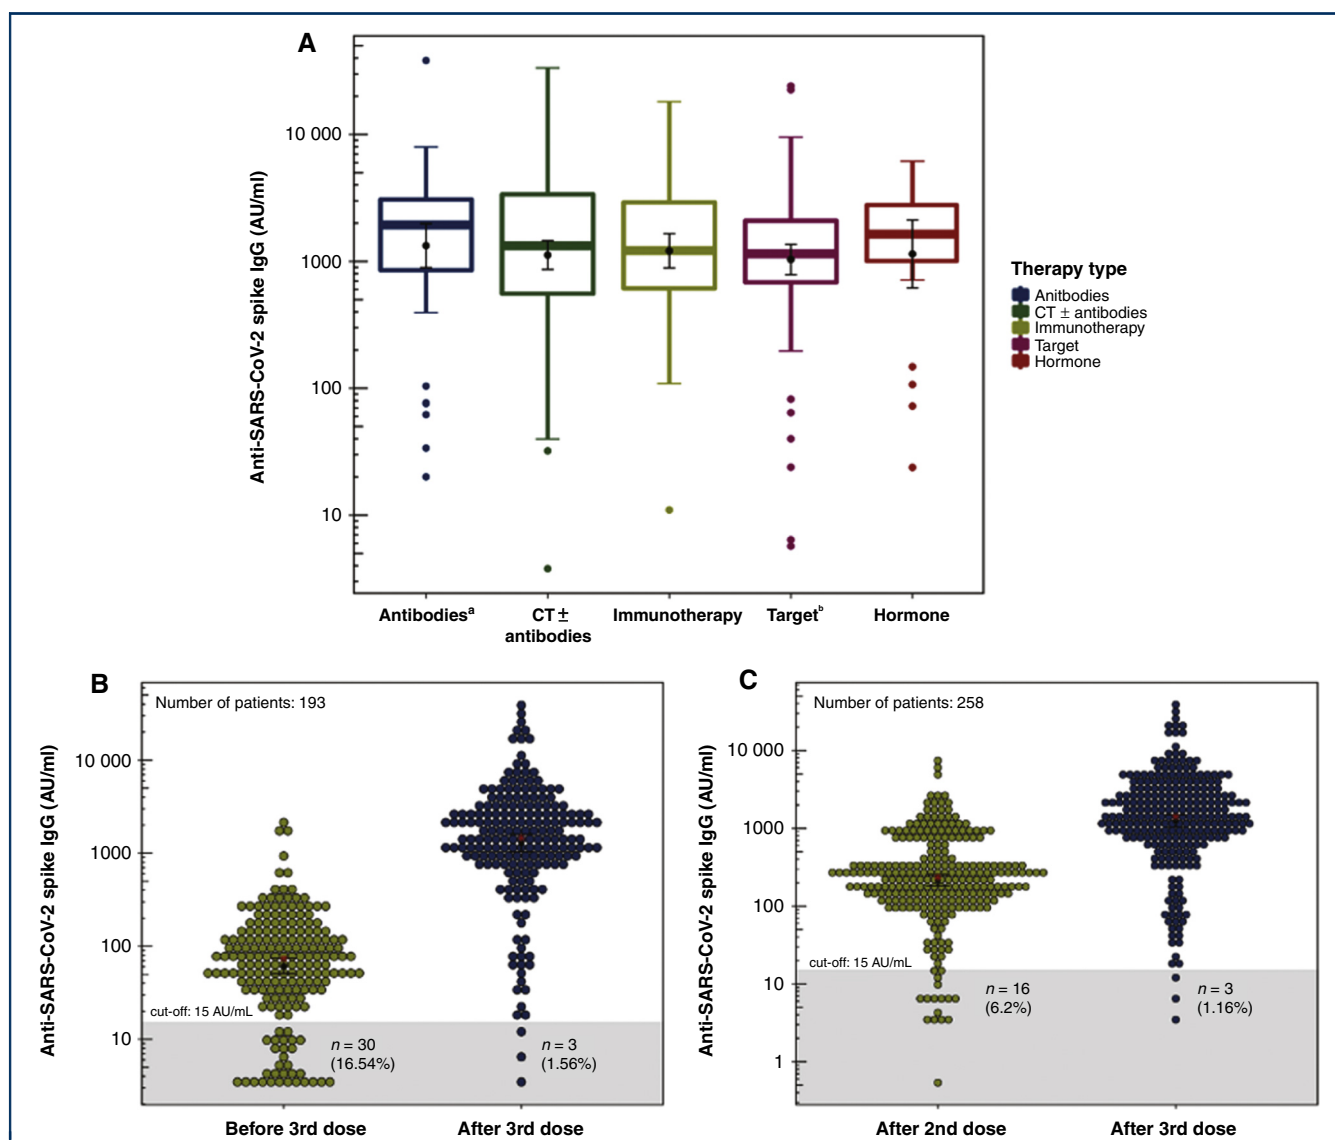 A
Anti-SARS-CoV-2 spike IgG (AU/ml)
10 000
1000
100
10
Antibodiesa
CT ±
antibodies
Immunotherapy
Targetb
Hormone
Therapy type
Anitbodies
CT ± antibodies
Immunotherapy
Target
Hormone
B
Number of patients: 193
Anti-SARS-CoV-2 spike IgG (AU/ml)
10 000
1000
100
10
cut-off: 15 AU/mL
n = 30
(16.54%)
n = 3
(1.56%)
Before 3rd dose
After 3rd dose
C
Number of patients: 258
Anti-SARS-CoV-2 spike IgG (AU/ml)
10 000
1000
100
10
1
cut-off: 15 AU/mL
n = 16
(6.2%)
n = 3
(1.16%)
After 2nd dose
After 3rd dose